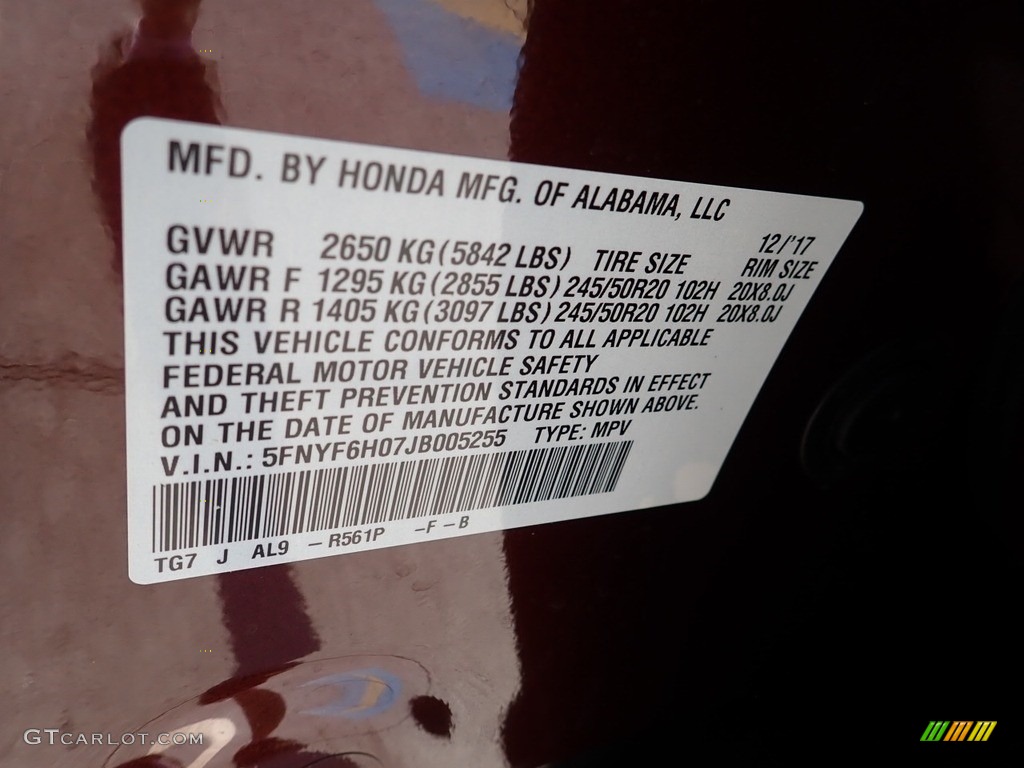 MFD. BY HONDA MFG. OF ALABAMA, LLC
12/'17
GVWR 2650 KG(5842 LBS) TIRE SIZE RIM SIZE
GAWR F 1295 KG(2855 LBS) 245/50R20 102H 20X8.0J
GAWR R 1405 KG(3097 LBS) 245/50R20 102H 20X8.0J
THIS VEHICLE CONFORMS TO ALL APPLICABLE
FEDERAL MOTOR VEHICLE SAFETY
AND THEFT PREVENTION STANDARDS IN EFFECT
ON THE DATE OF MANUFACTURE SHOWN ABOVE.
V.I.N.: 5FNYF6H07JB005255 TYPE: MPV
TG7 J AL9 – R561P –F–B
GTCARLOT.COM